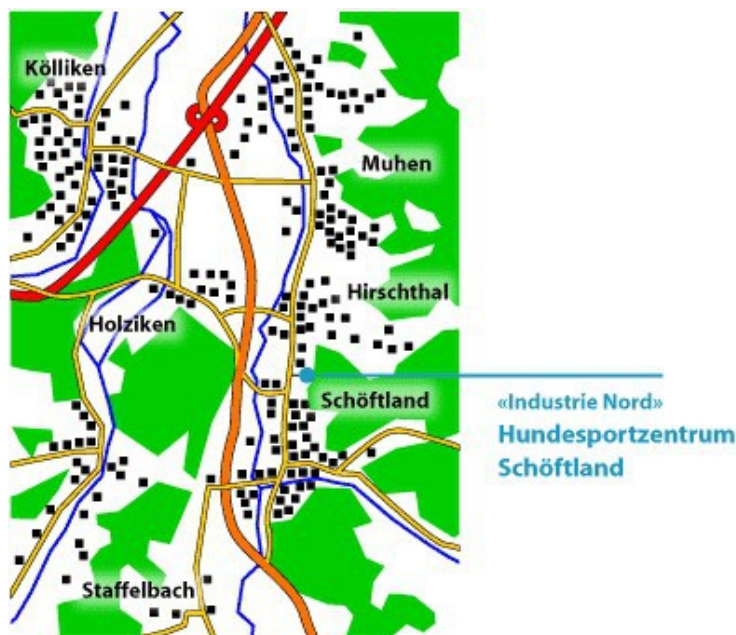 Kölliken
Muhen
Hirschthal
Holziken
Schöftland
«Industrie Nord»
Hundesportzentrum
Schöftland
Staffelbach